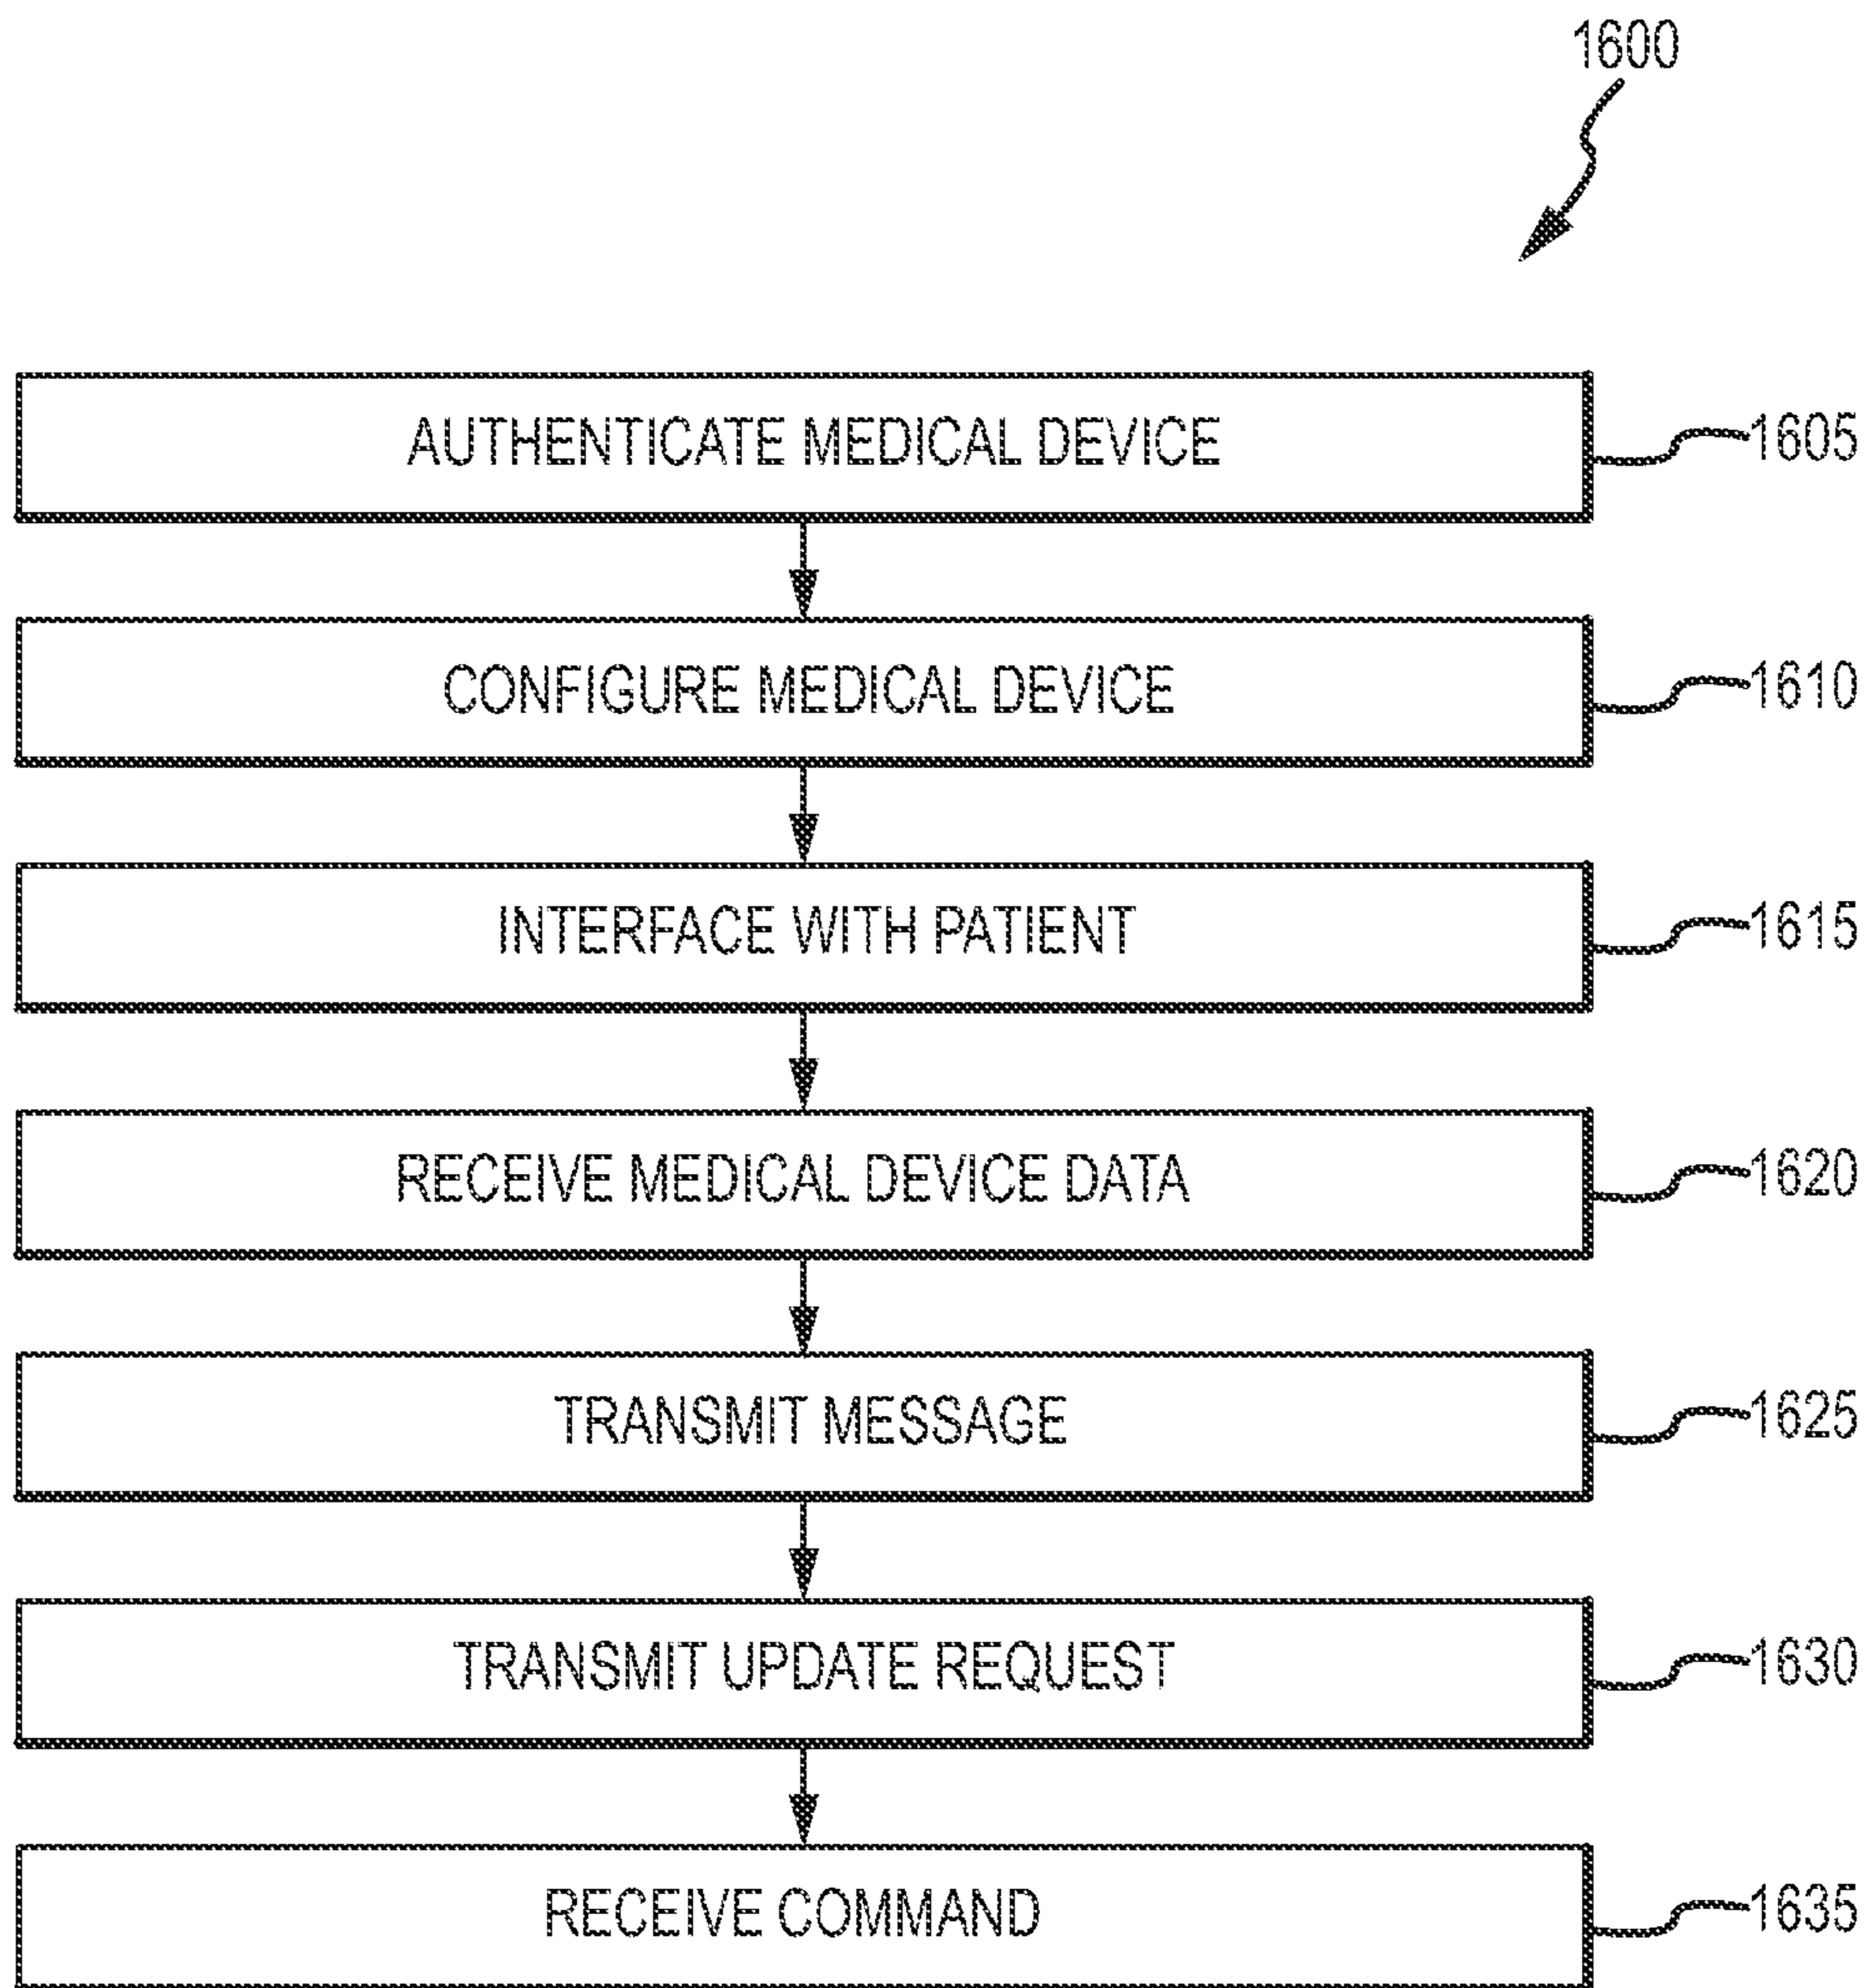 1600
AUTHENTICATE MEDICAL DEVICE
1605
CONFIGURE MEDICAL DEVICE
1610
INTERFACE WITH PATIENT
1615
RECEIVE MEDICAL DEVICE DATA
1620
TRANSMIT MESSAGE
1625
TRANSMIT UPDATE REQUEST
1630
RECEIVE COMMAND
1635